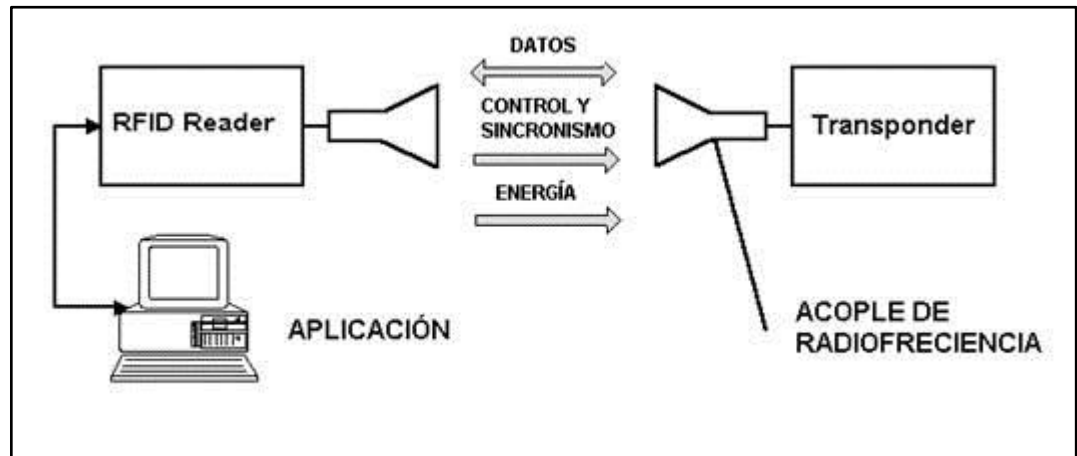 DATOS
RFID Reader
CONTROL Y
SINCRONISMO
Transponder
ENERGÍA
APLICACIÓN
ACOPLE DE
RADIOFRECIENCIA